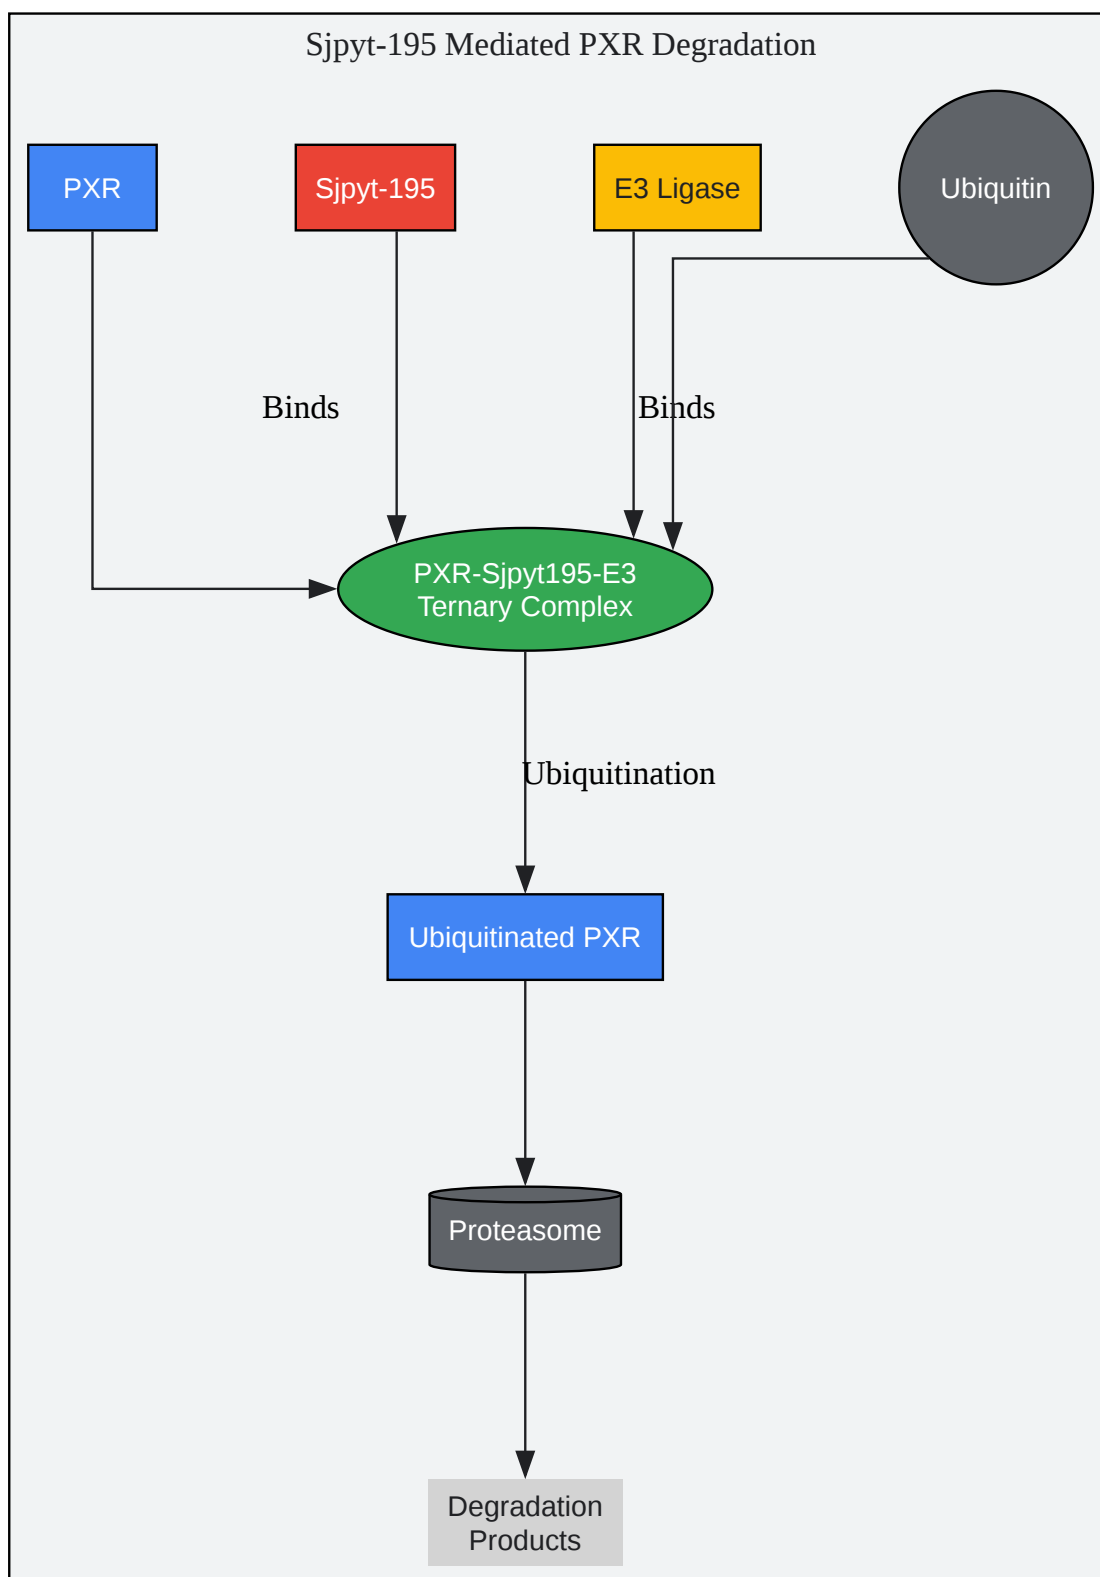 Sjpyt-195 Mediated PXR Degradation
PXR
Sjpyt-195
E3 Ligase
Ubiquitin
Binds
Binds
PXR-Sjpyt195-E3
Ternary Complex
Ubiquitination
Ubiquitinated PXR
Proteasome
Degradation
Products